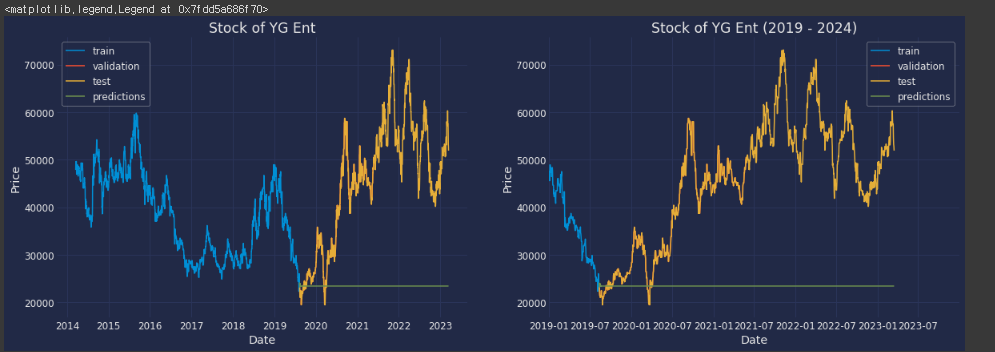 <matplotlib.legend.Legend at 0x7fdd5a686f70>
Stock of YG Ent
train
validation
test
predictions
70000
60000
50000
40000
30000
20000
Price
2014 2015 2016 2017 2018 2019 2020 2021 2022 2023
Date
Stock of YG Ent (2019 - 2024)
train
validation
test
predictions
70000
60000
50000
40000
30000
20000
Price
2019-01 2019-07 2020-01 2020-07 2021-01 2021-07 2022-01 2022-07 2023-01 2023-07
Date